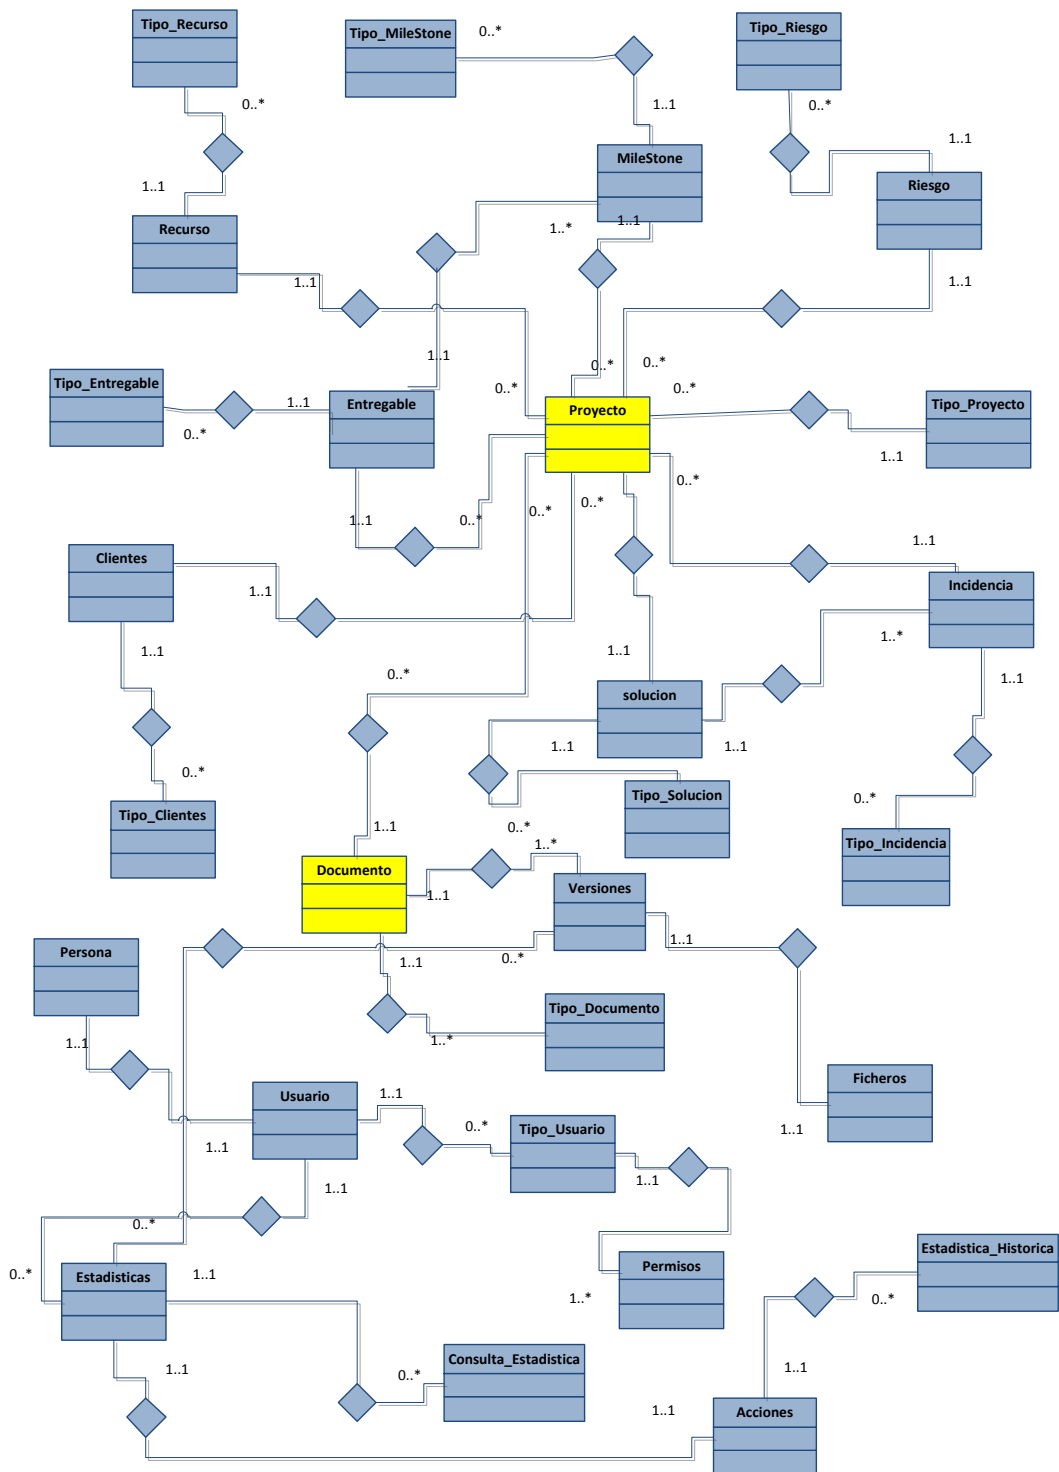 Tipo_Recurso
Tipo_MileStone
0..*
Tipo_Riesgo
0..*
1..1
0..*
1..1
MileStone
1..1
Riesgo
1..1
Recurso
1..*
1..1
1..1
1..1
1..1
0..*
0..*
Tipo_Entregable
1..1
Entregable
0..*
0..*
Proyecto
Tipo_Proyecto
0..*
1..1
0..*
0..*
0..*
1..1
0..*
1..1
Clientes
1..1
Incidencia
1..1
1..*
1..1
1..1
1..1
0..*
solucion
1..1
1..1
0..*
Tipo_Solucion
0..*
Tipo_Clientes
1..1
0..*
1..*
Tipo_Incidencia
Documento
1..1
Versiones
Persona
1..1
0..*
1..1
Tipo_Documento
1..1
1..*
Ficheros
Usuario
1..1
0..*
Tipo_Usuario
1..1
1..1
1..1
1..1
0..*
Estadistica_Historica
0..*
Estadisticas
1..1
Permisos
1..*
0..*
Consulta_Estadistica
1..1
0..*
1..1
1..1
Acciones